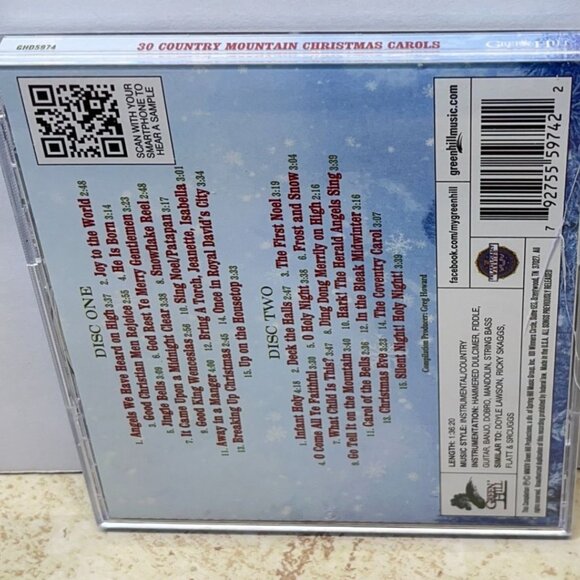 GHD5974
30 COUNTRY MOUNTAIN CHRISTMAS CAROLS
SCAN WITH YOUR
SMARTPHONE TO
HEAR A SAMPLE
DISC ONE
1. Angels We Have Heard on High 3:37 2. Joy to the World 2:48
3. Good Christian Men Rejoice 2:56 4. He is Born 3:14
5. Jingle Bells 3:09 6. God Rest Ye Merry Gentlemen 6:23
7. It Came Upon a Midnight Clear 3:38 8. Snowflake Reel 2:48
9. Good King Wenceslas 2:56 10. Sing Noel/Patapan 3:17
11. Away in a Manger 4:00 12. Bring A Torch, Jeanette, Isabella 3:01
13. Breaking Up Christmas 2:45 14. Once in Royal David's City 3:34
15. Up on the Housetop 3:33
DISC TWO
1. Infant Holy 4:18 2. Deck the Halls 2:47 3. The First Noel 3:19
4. O Come All Ye Faithful 3:30 5. O Holy Night 3:38 6. Frost and Snow 3:04
7. What Child Is This 3:47 8. Ding Dong Merrily on High 2:16
9. Go Tell It on the Mountain 3:40 10. Hark! The Herald Angels Sing 3:39
11. Carol of the Bells 2:06 12. In the Bleak Midwinter 3:16
13. Christmas Eve 3:23 14. The Coventry Carol 3:07
15. Silent Night! Holy Night! 3:39
Compilation Producer: Greg Howard
greenhillmusic.com
7 92755 59742 2
facebook.com/mygreenhill
LENGTH: 1:36:20
MUSIC STYLE: INSTRUMENTAL/COUNTRY
INSTRUMENTATION: HAMMERED DULCIMER, FIDDLE,
GUITAR, BANJO, DOBRO, MANDOLIN, STRING BASS
SIMILAR TO: DOYLE LAWSON, RICKY SKAGGS,
FLATT & SRCUGGS
GREEN
HILL